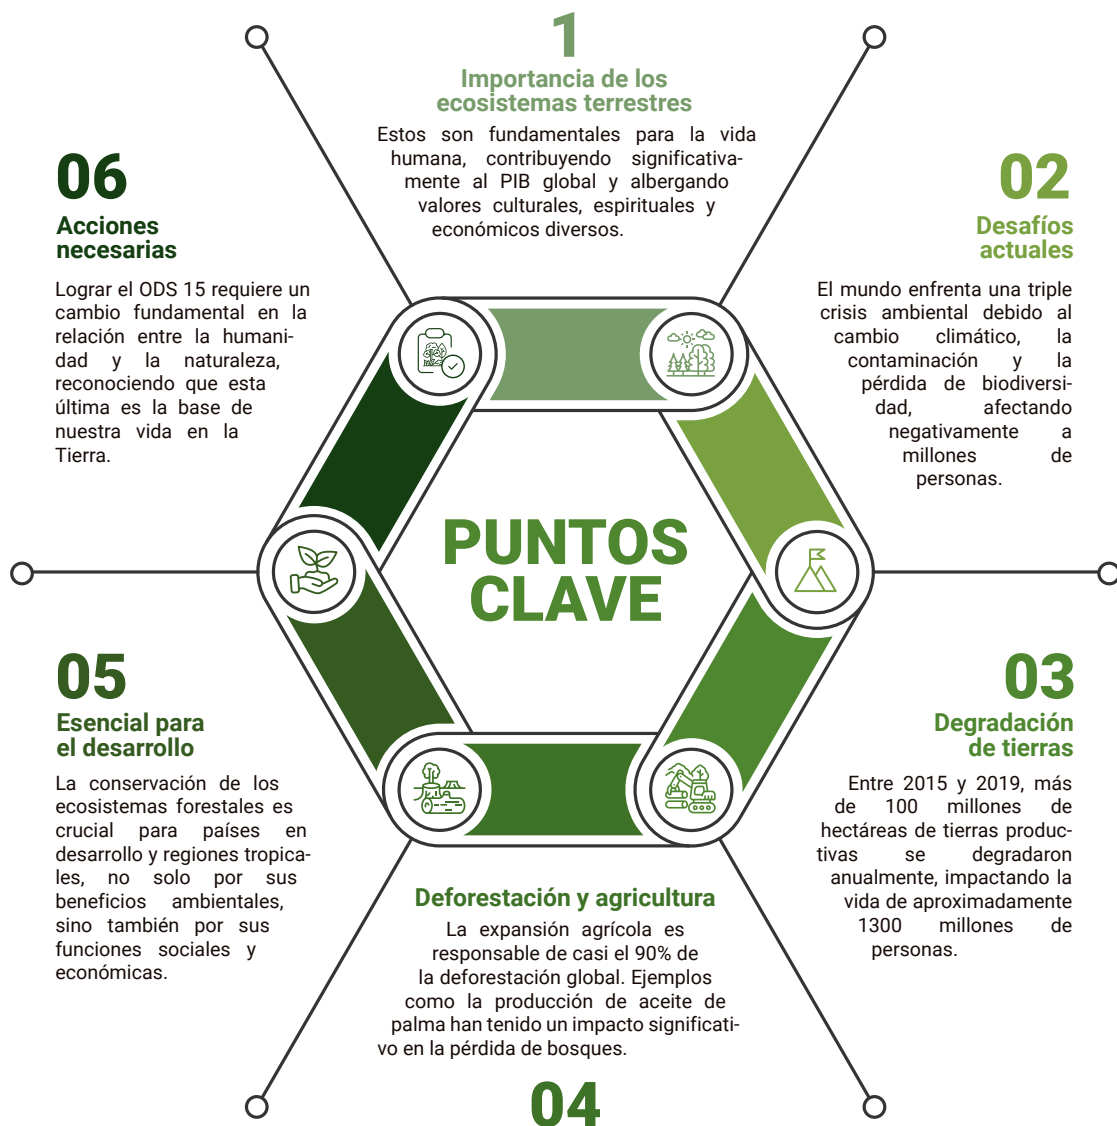 1
Importancia de los
ecosistemas terrestres
Estos son fundamentales para la vida
humana, contribuyendo significativa-
mente al PIB global y albergando
valores culturales, espirituales y
económicos diversos.
02
Desafíos
actuales
El mundo enfrenta una triple
crisis ambiental debido al
cambio climático, la
contaminación y la
pérdida de biodiversi-
dad, afectando
negativamente a
millones de
personas.
03
Degradación
de tierras
Entre 2015 y 2019, más
de 100 millones de
hectáreas de tierras produc-
tivas se degradaron
anualmente, impactando la
vida de aproximadamente
1300 millones de
personas.
Deforestación y agricultura
La expansión agrícola es
responsable de casi el 90% de
la deforestación global. Ejemplos
como la producción de aceite de
palma han tenido un impacto significati-
vo en la pérdida de bosques.
04
05
Esencial para
el desarrollo
La conservación de los
ecosistemas forestales es
crucial para países en
desarrollo y regiones tropica-
les, no solo por sus
beneficios ambientales,
sino también por sus
funciones sociales y
económicas.
06
Acciones
necesarias
Lograr el ODS 15 requiere un
cambio fundamental en la
relación entre la humani-
dad y la naturaleza,
reconociendo que esta
última es la base de
nuestra vida en la
Tierra.
PUNTOS
CLAVE